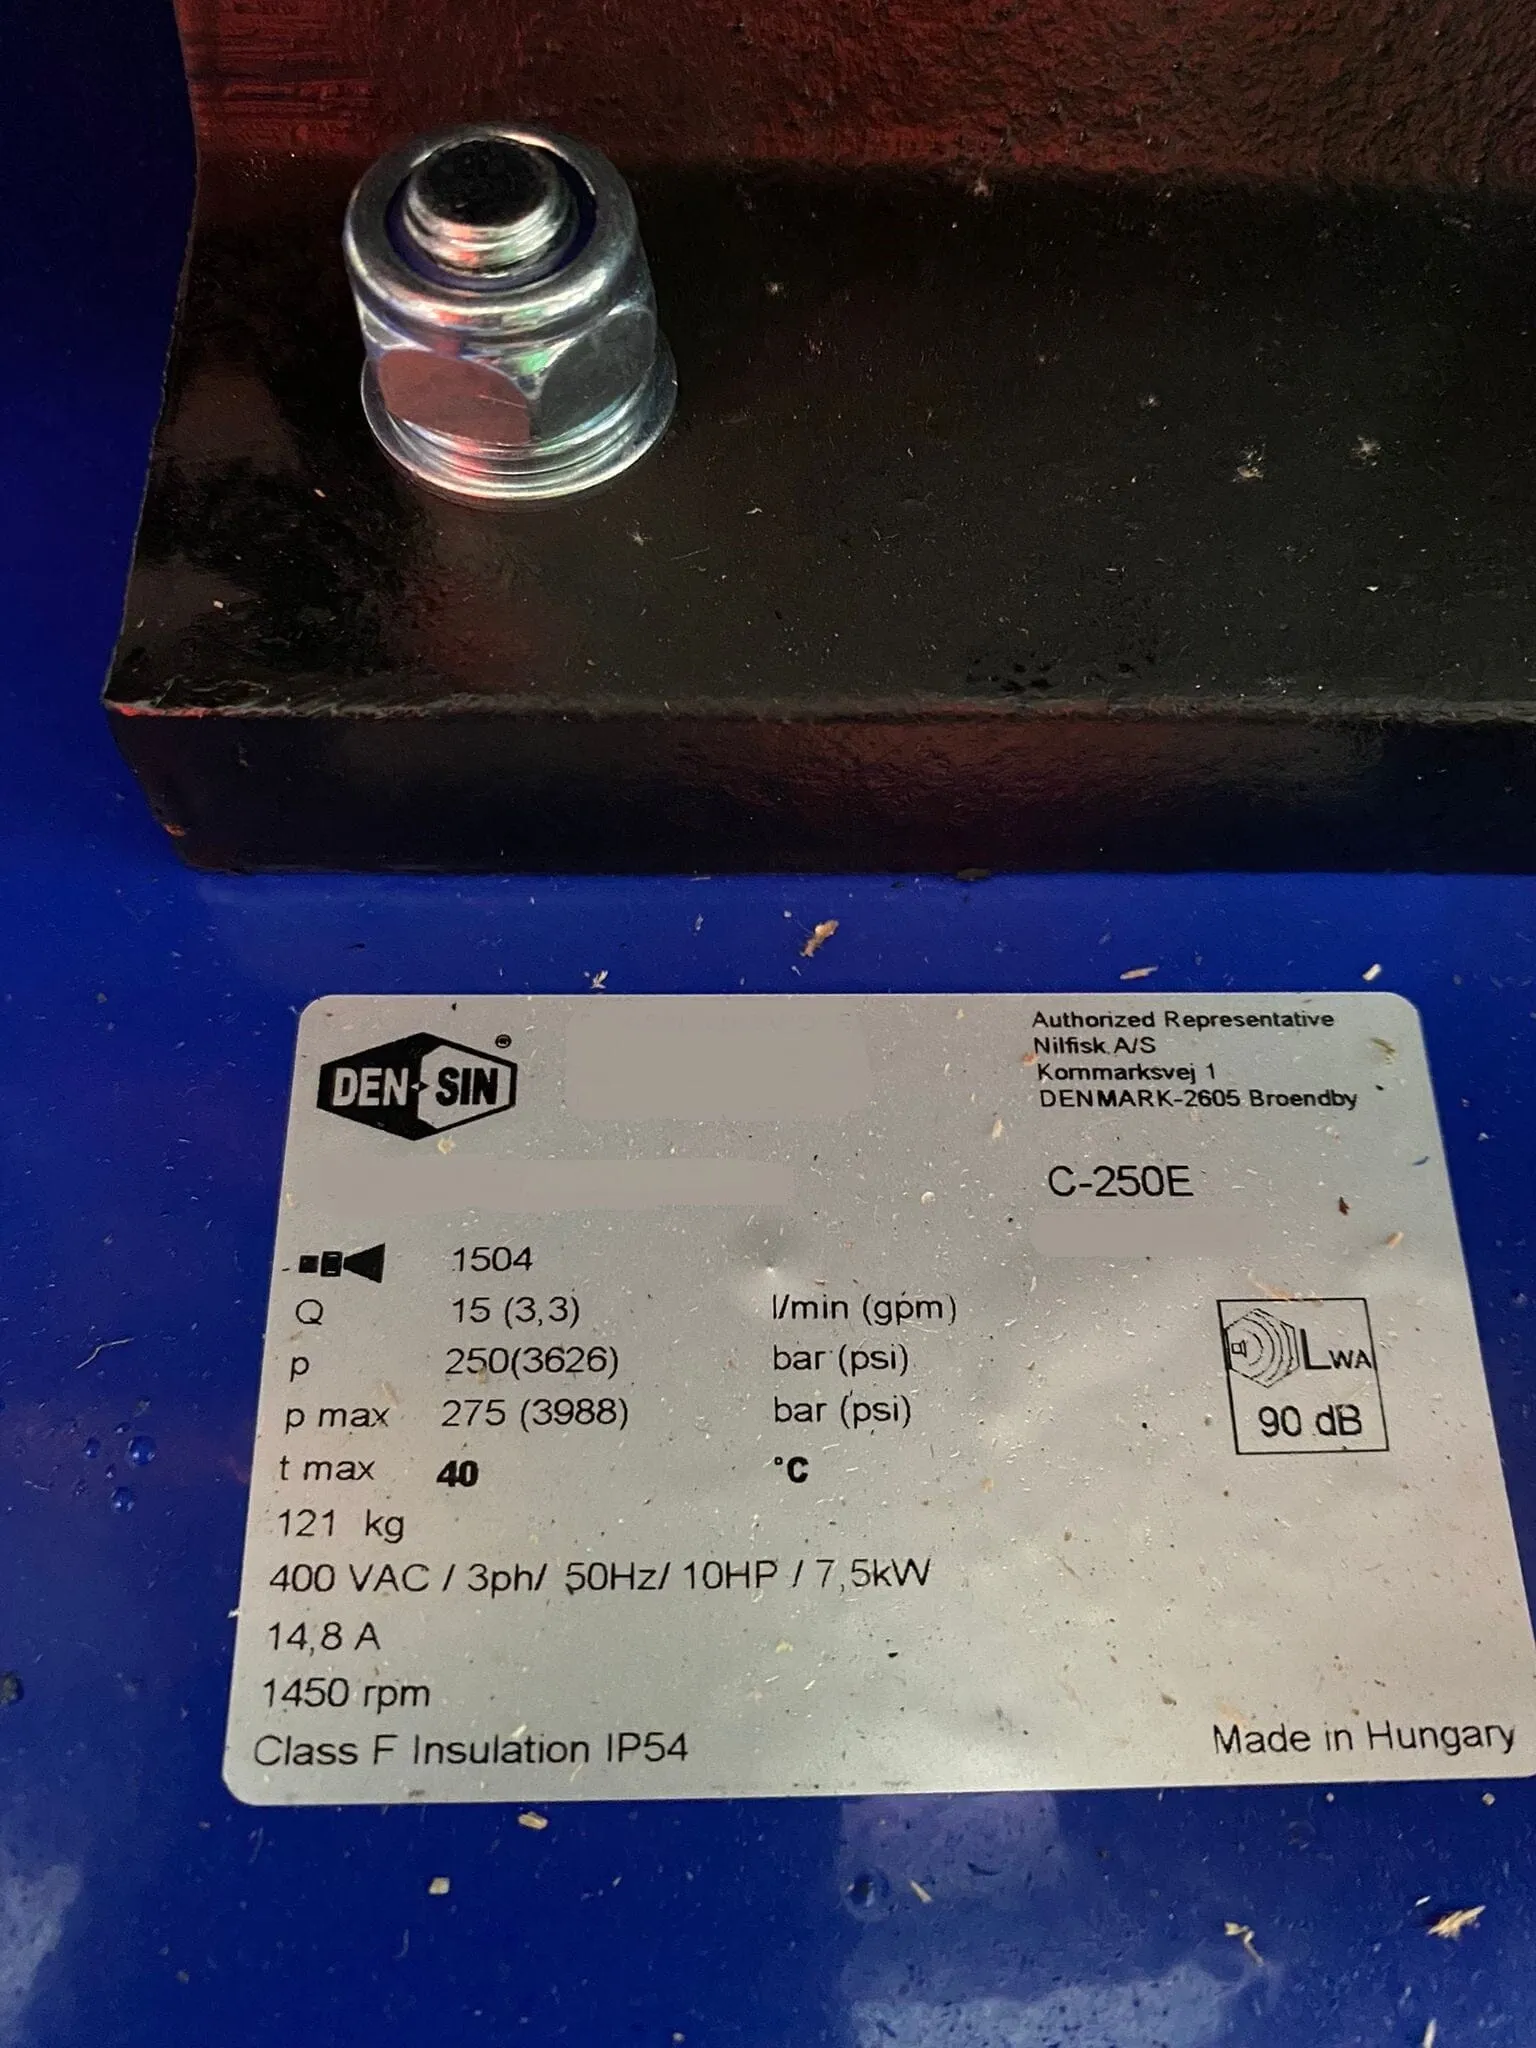 DEN-SIN®
Authorized Representative
Nilfisk A/S
Kornmarksvej 1
DENMARK-2605 Broendby
C-250E
1504
Q 15 (3,3) l/min (gpm)
p 250(3626) bar (psi)
p max 275 (3988) bar (psi)
t max 40 °C
LWA
90 dB
121 kg
400 VAC / 3ph/ 50Hz/ 10HP / 7,5kW
14,8 A
1450 rpm
Class F Insulation IP54
Made in Hungary